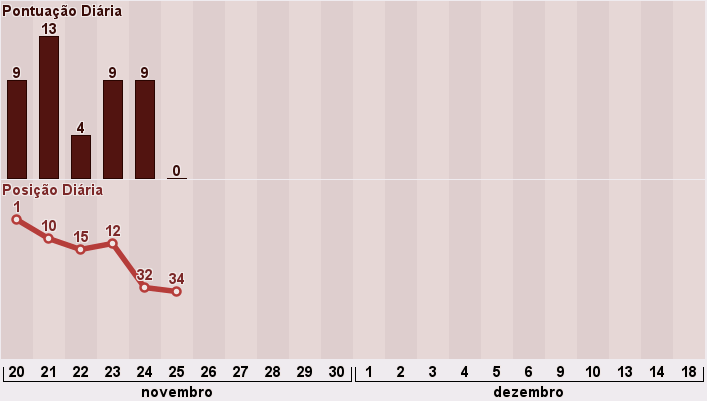 Pontuação Diária
9 13 4 9 9 0
Posição Diária
1 10 15 12 32 34
20 21 22 23 24 25 26 27 28 29 30 1 2 3 4 5 6 9 10 13 14 18
novembro dezembro